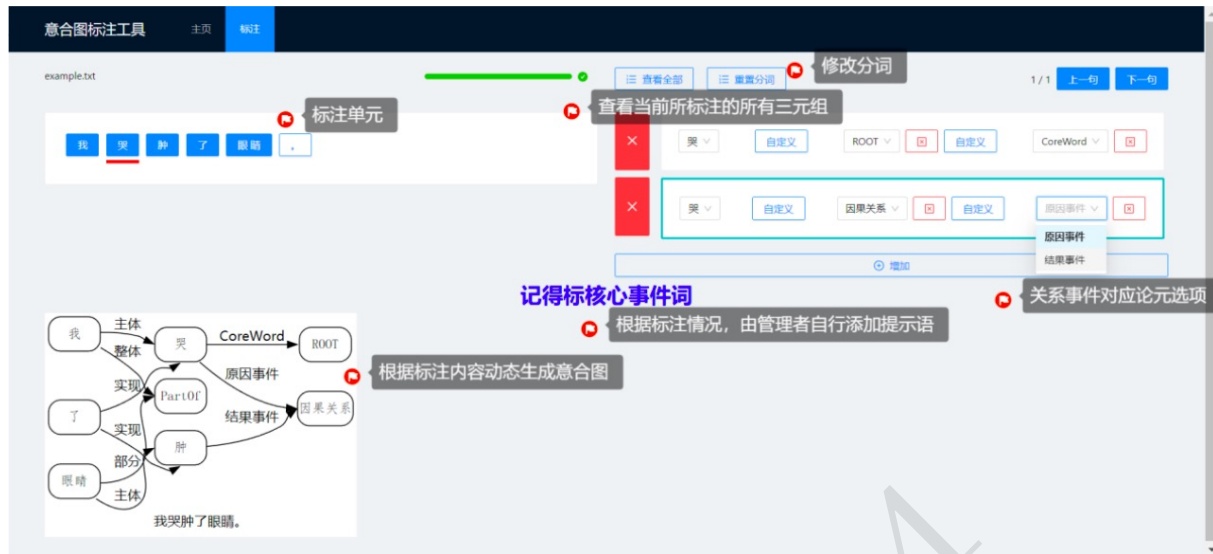 意合图标注工具 主页 标注
example.txt
查看全部 重置分词 修改分词 1 / 1 上一句 下一句
标注单元 查看当前所标注的所有三元组
我 哭 肿 了 眼睛 。
哭 自定义 ROOT 自定义 CoreWord
哭 自定义 因果关系 自定义 原因事件
原因事件
结果事件
增加
记得标核心事件词
关系事件对应论元选项
根据标注情况，由管理者自行添加提示语
根据标注内容动态生成意合图
我 主体 哭 CoreWord ROOT
整体
原因事件
实现
PartOf
因果关系
了
结果事件
实现
肿
部分
眼睛
主体
我哭肿了眼睛。